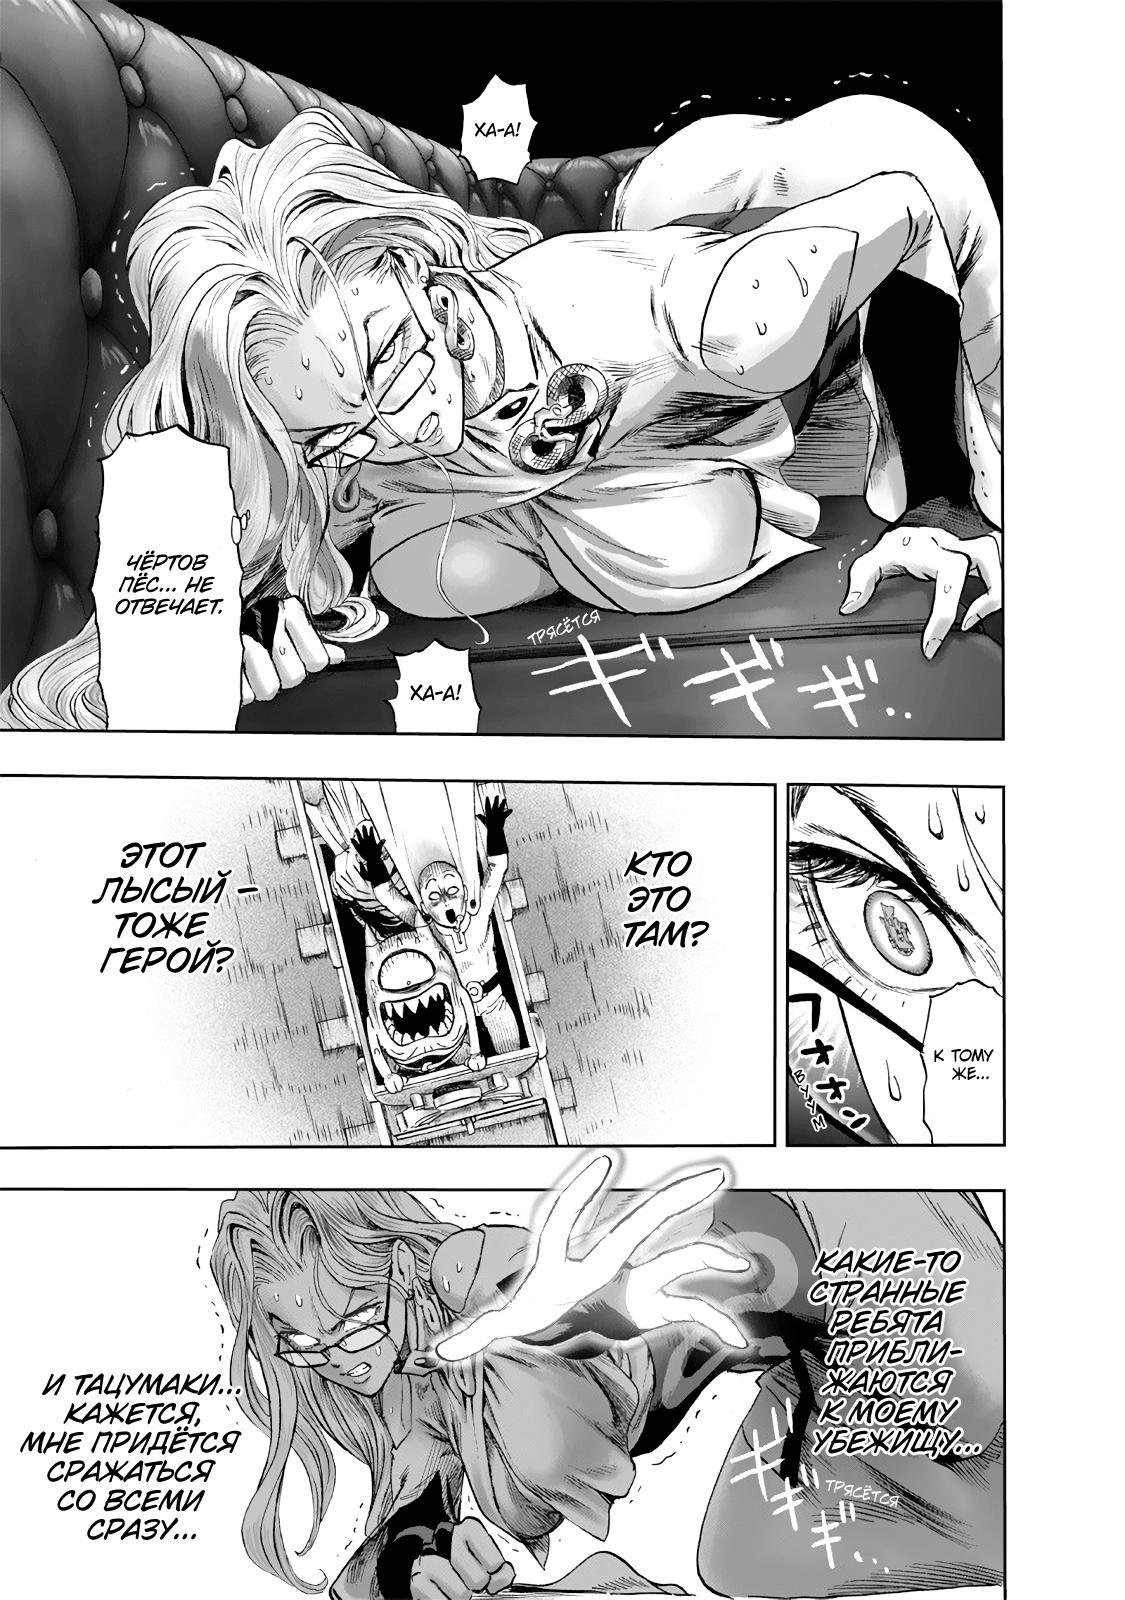 ХА-А!
ЧЁРТОВ
ПЁС... НЕ
ОТВЕЧАЕТ.
ХА-А!
ТРЯСЁТСЯ
ギギギ..
К ТОМУ
ЖЕ...
ВУУМ
КТО
ЭТО
ТАМ?
ЭТОТ
ЛЫСЫЙ –
ТОЖЕ
ГЕРОЙ?
КАКИЕ-ТО
СТРАННЫЕ
РЕБЯТА
ПРИБЛИ-
ЖАЮТСЯ
К МОЕМУ
УБЕЖИЩУ...
ТРЯСЁТСЯ
ギギギ..
И ТАЦУМАКИ...
КАЖЕТСЯ,
МНЕ ПРИДЁТСЯ
СРАЖАТЬСЯ
СО ВСЕМИ
СРАЗУ...